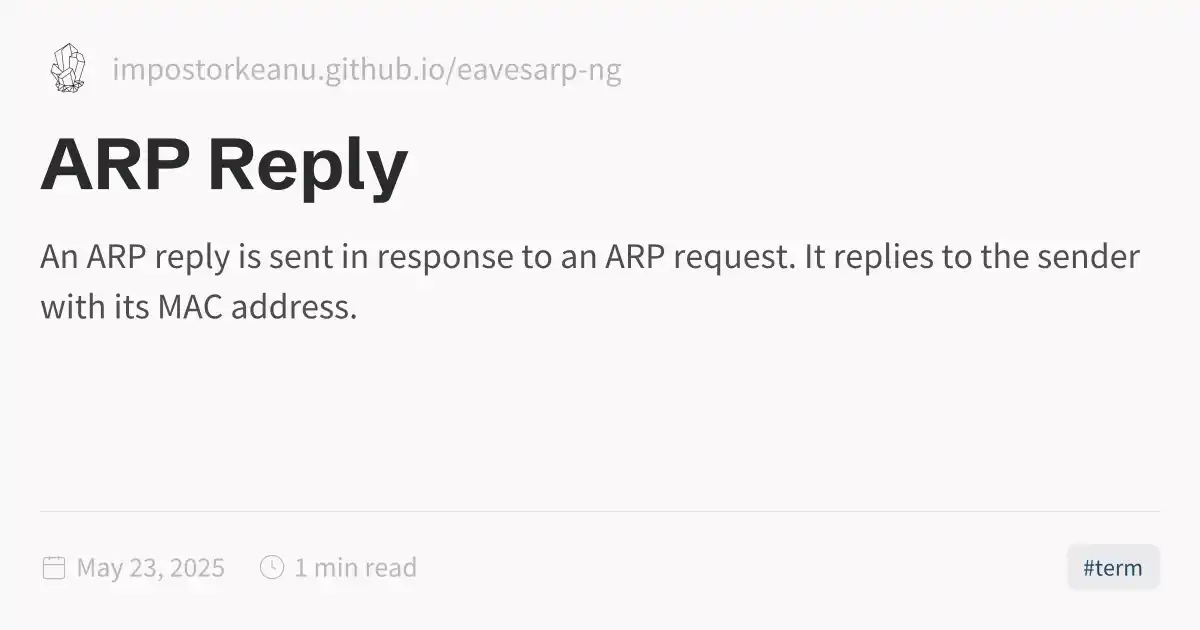 impostorkeanu.github.io/eavesarp-ng
ARP Reply
An ARP reply is sent in response to an ARP request. It replies to the sender
with its MAC address.
May 23, 2025 1 min read #term